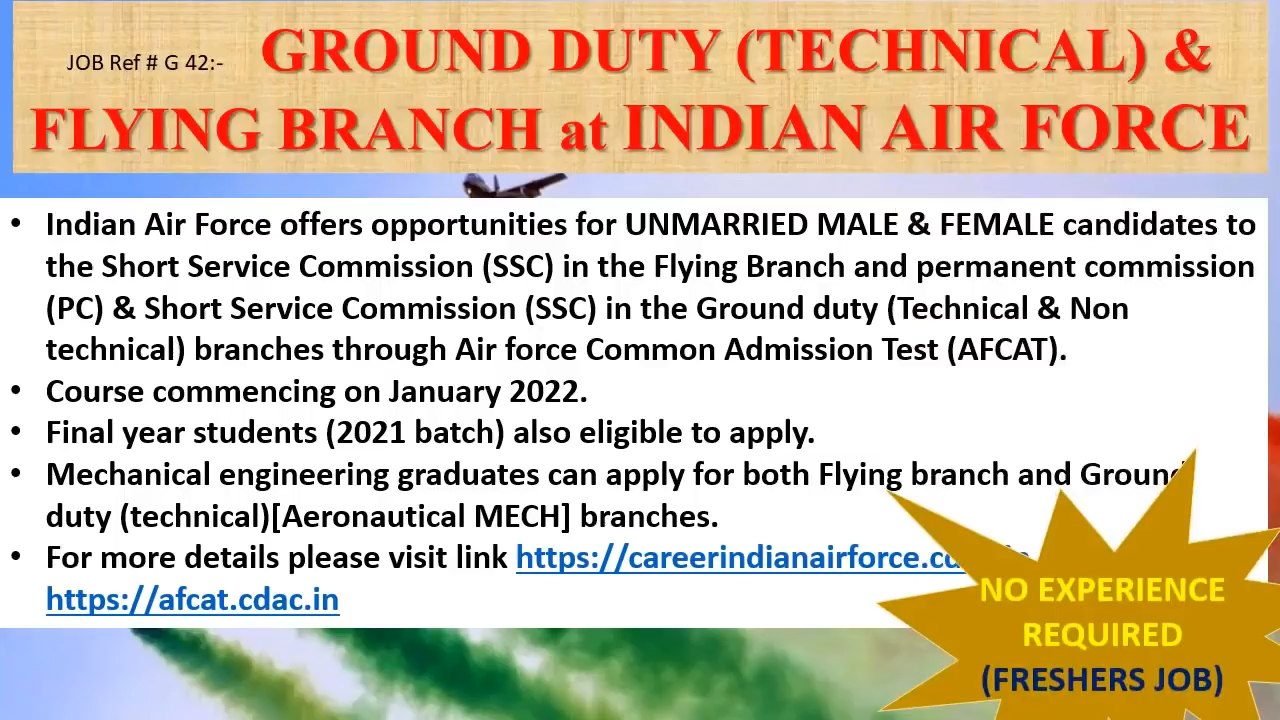 JOB Ref # G 42:- GROUND DUTY (TECHNICAL) &
FLYING BRANCH at INDIAN AIR FORCE
• Indian Air Force offers opportunities for UNMARRIED MALE & FEMALE candidates to
the Short Service Commission (SSC) in the Flying Branch and permanent commission
(PC) & Short Service Commission (SSC) in the Ground duty (Technical & Non
technical) branches through Air force Common Admission Test (AFCAT).
• Course commencing on January 2022.
• Final year students (2021 batch) also eligible to apply.
• Mechanical engineering graduates can apply for both Flying branch and Ground
duty (technical)[Aeronautical MECH] branches.
• For more details please visit link
https://afcat.cdac.in
NO EXPERIENCE
REQUIRED
(FRESHERS JOB)